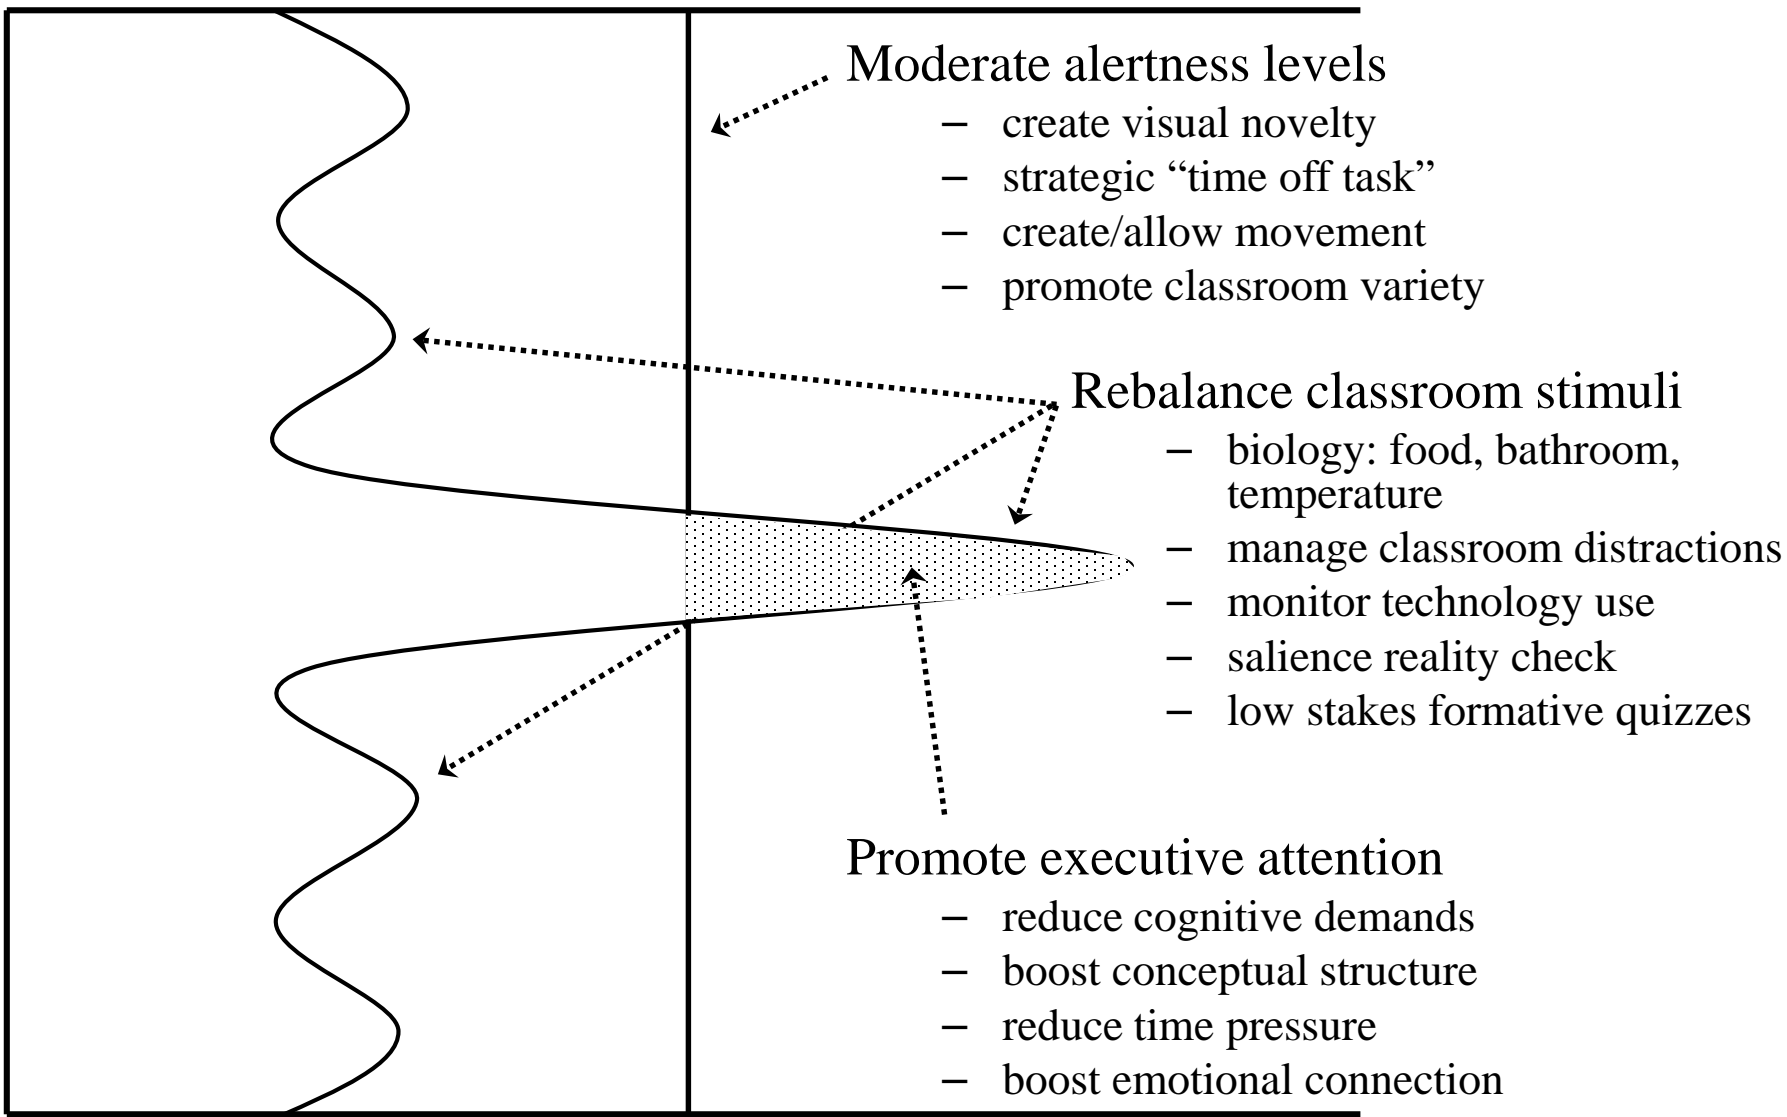 Moderate alertness levels
– create visual novelty
– strategic “time off task”
– create/allow movement
– promote classroom variety
Rebalance classroom stimuli
– biology: food, bathroom,
temperature
– manage classroom distractions
– monitor technology use
– salience reality check
– low stakes formative quizzes
Promote executive attention
– reduce cognitive demands
– boost conceptual structure
– reduce time pressure
– boost emotional connection